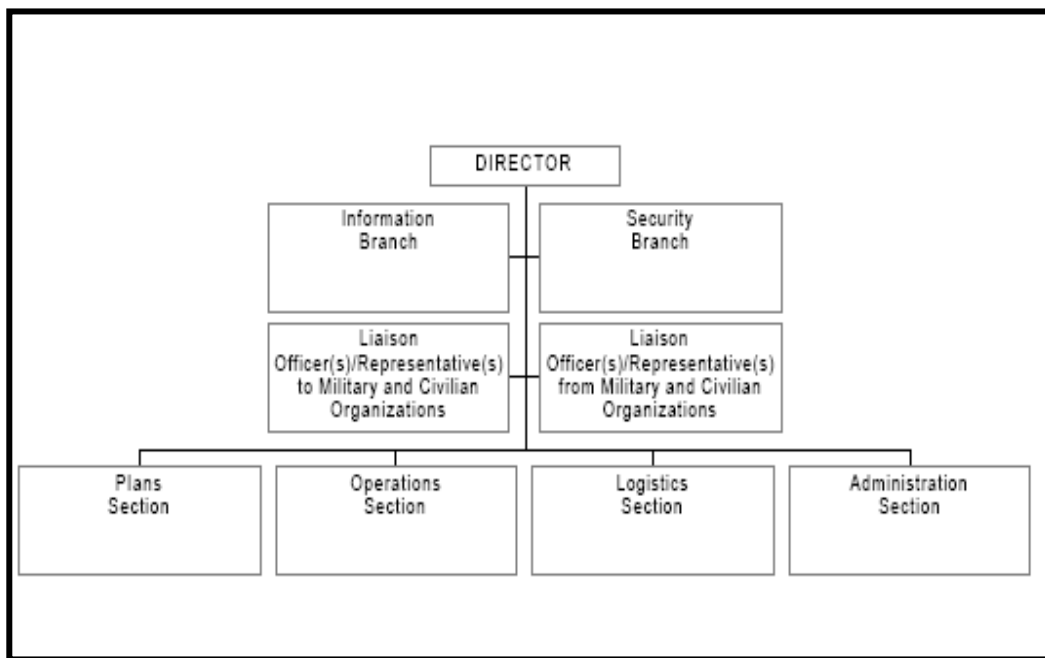 DIRECTOR
Information
Branch
Security
Branch
Liaison
Officer(s)/Representative(s)
to Military and Civilian
Organizations
Liaison
Officer(s)/Representative(s)
from Military and Civilian
Organizations
Plans
Section
Operations
Section
Logistics
Section
Administration
Section